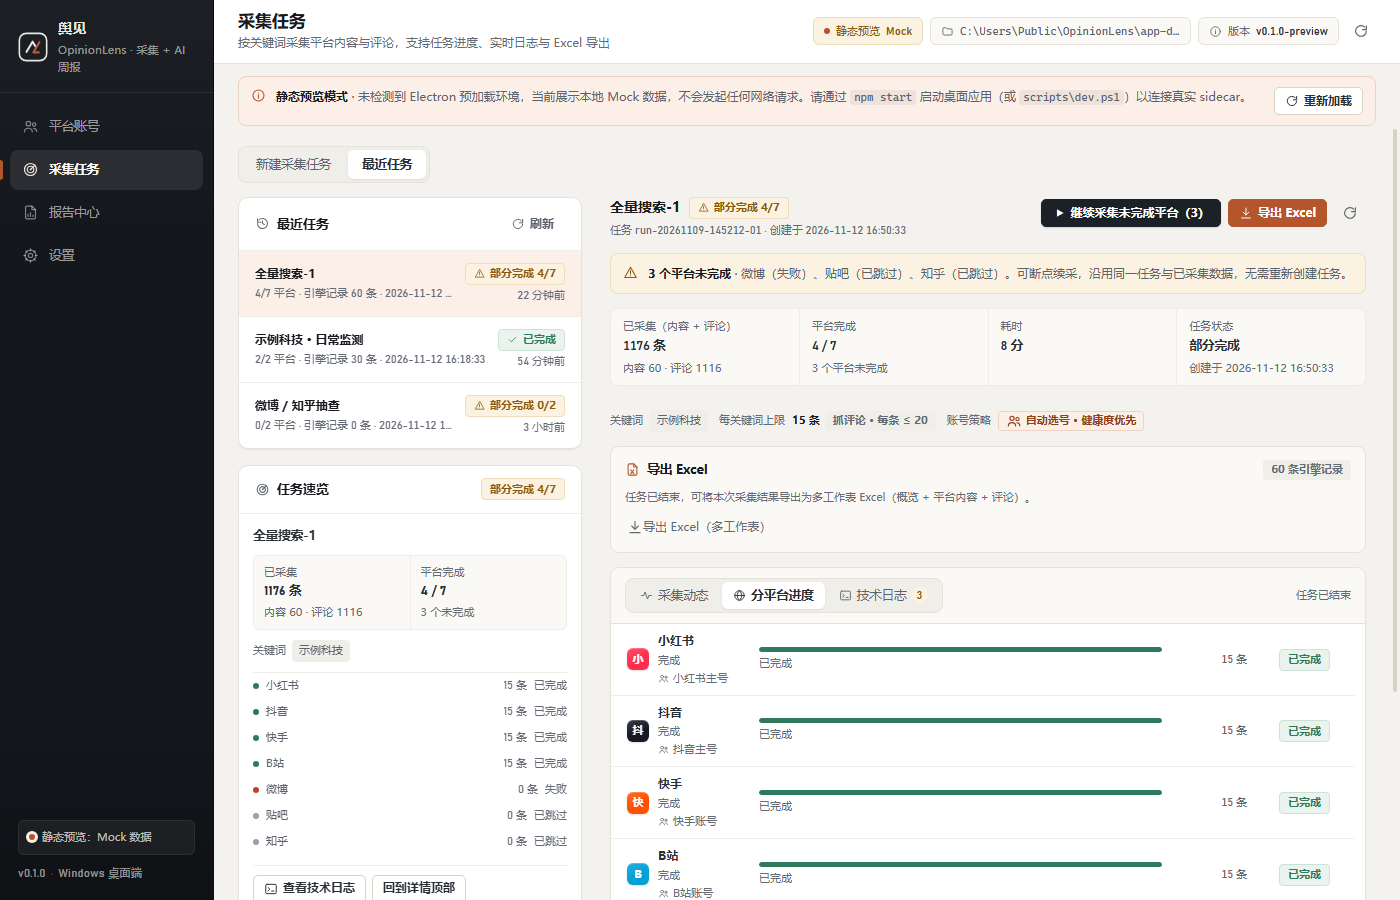 舆见
OpinionLens · 采集 + AI
周报
平台账号
采集任务
报告中心
设置
静态预览：Mock 数据
v0.1.0 · Windows 桌面端
采集任务
按关键词采集平台内容与评论，支持任务进度、实时日志与 Excel 导出
静态预览 Mock
C:\Users\Public\OpinionLens\app-d…
版本 v0.1.0-preview
静态预览模式 · 未检测到 Electron 预加载环境，当前展示本地 Mock 数据，不会发起任何网络请求。请通过 npm start 启动桌面应用（或 scripts\dev.ps1）以连接真实 sidecar。
重新加载
新建采集任务
最近任务
最近任务
刷新
全量搜索-1
部分完成 4/7
4/7 平台 · 引擎记录 60 条 · 2026-11-12 …
22 分钟前
示例科技 • 日常监测
已完成
2/2 平台 · 引擎记录 30 条 · 2026-11-12 16:18:33
54 分钟前
微博 / 知乎抽查
部分完成 0/2
0/2 平台 · 引擎记录 0 条 · 2026-11-12 1…
3 小时前
任务速览
部分完成 4/7
全量搜索-1
已采集
1176 条
内容 60 · 评论 1116
平台完成
4 / 7
3 个未完成
关键词 示例科技
小红书 15 条 已完成
抖音 15 条 已完成
快手 15 条 已完成
B站 15 条 已完成
微博 0 条 失败
贴吧 0 条 已跳过
知乎 0 条 已跳过
查看技术日志
回到详情顶部
全量搜索-1
部分完成 4/7
任务 run-20261109-145212-01 · 创建于 2026-11-12 16:50:33
继续采集未完成平台（3）
导出 Excel
3 个平台未完成 · 微博（失败）、贴吧（已跳过）、知乎（已跳过）。可断点续采，沿用同一任务与已采集数据，无需重新创建任务。
已采集（内容 + 评论）
1176 条
内容 60 · 评论 1116
平台完成
4 / 7
3 个平台未完成
耗时
8 分
任务状态
部分完成
创建于 2026-11-12 16:50:33
关键词 示例科技 每关键词上限 15 条 抓评论 • 每条 ≤ 20 账号策略 自动选号 • 健康度优先
导出 Excel
60 条引擎记录
任务已结束，可将本次采集结果导出为多工作表 Excel（概览 + 平台内容 + 评论）。
导出 Excel（多工作表）
采集动态
分平台进度
技术日志 3
任务已结束
小
小红书
完成
小红书主号
已完成
15 条
已完成
抖
抖音
完成
抖音主号
已完成
15 条
已完成
快
快手
完成
快手账号
已完成
15 条
已完成
B
B站
完成
B站账号
已完成
15 条
已完成